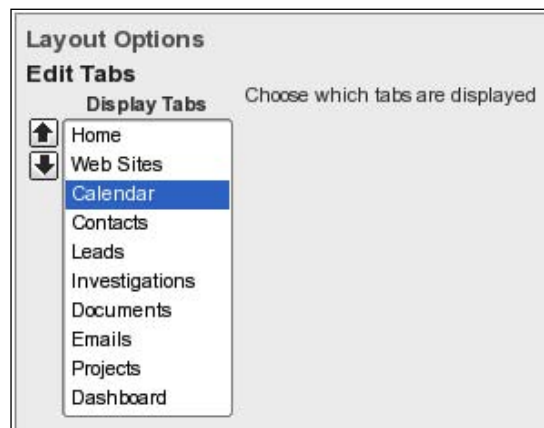 Layout Options
Edit Tabs
Display Tabs
Choose which tabs are displayed
Home
Web Sites
Calendar
Contacts
Leads
Investigations
Documents
Emails
Projects
Dashboard